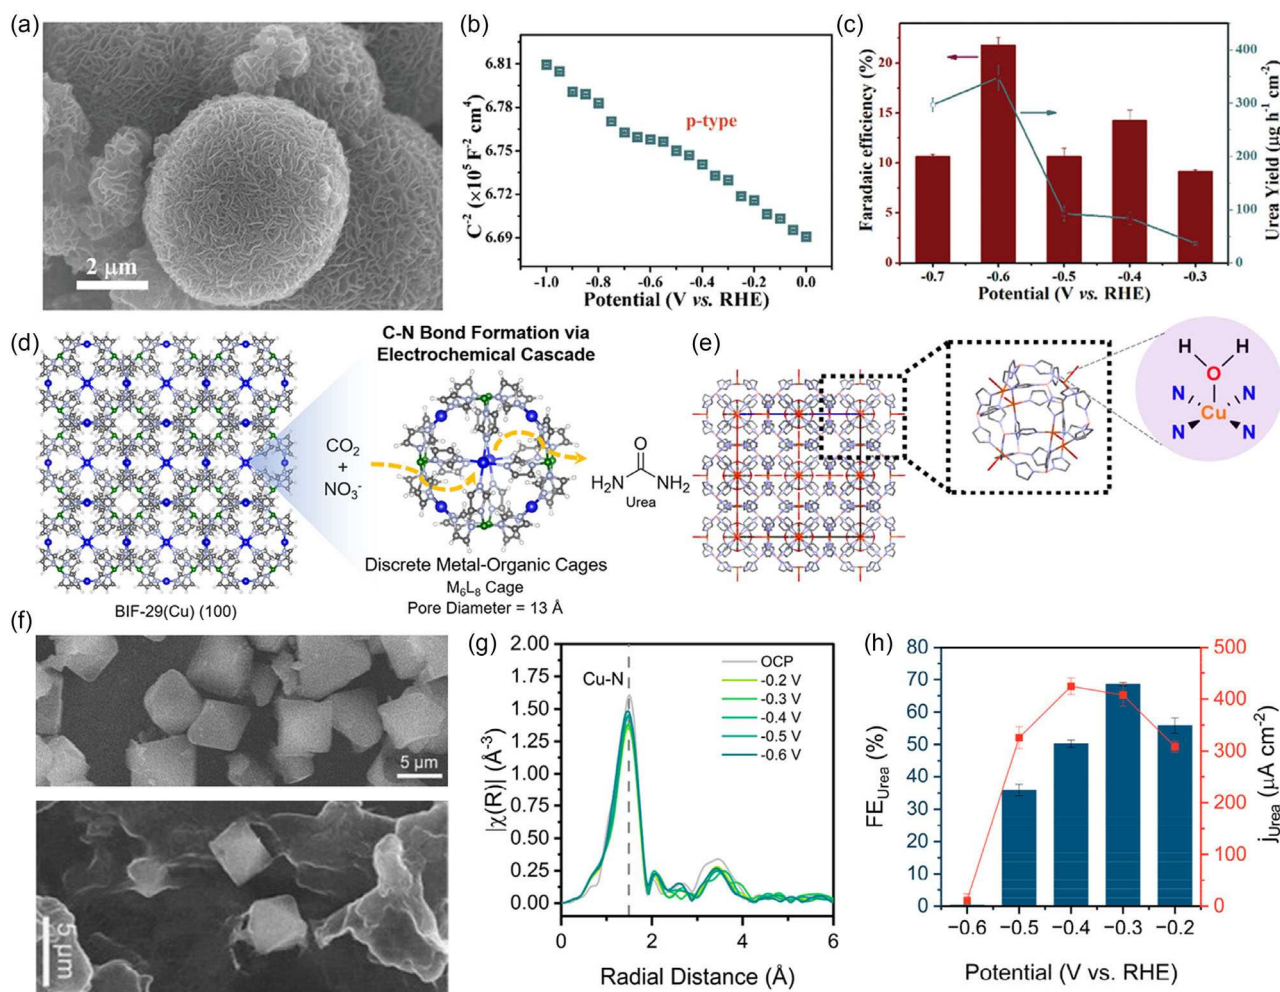 (a)
2 μm
(b)
C⁻² (×10⁵ F⁻² cm⁴)
6.81
6.78
6.75
6.72
6.69
p-type
-1.0 -0.8 -0.6 -0.4 -0.2 0.0
Potential (V vs. RHE)
(c)
Faradaic efficiency (%)
20
15
10
5
0
400
300
200
100
0
Urea Yield (μg h⁻¹ cm⁻²)
-0.7 -0.6 -0.5 -0.4 -0.3
Potential (V vs. RHE)
(d)
C-N Bond Formation via
Electrochemical Cascade
CO₂
+
NO₃⁻
O
H₂N NH₂
Urea
Discrete Metal-Organic Cages
M₆L₈ Cage
Pore Diameter = 13 Å
BIF-29(Cu) (100)
(e)
H H
O
N N
Cu
N N
(f)
5 μm
5 μm
(g)
|χ(R)| (Å⁻³)
2.00
1.75
1.50
1.25
1.00
0.75
0.50
0.25
0.00
Cu-N
OCP
-0.2 V
-0.3 V
-0.4 V
-0.5 V
-0.6 V
0 2 4 6
Radial Distance (Å)
(h)
FE_Urea (%)
80
70
60
50
40
30
20
10
0
500
400
300
200
100
0
j_Urea (μA cm⁻²)
−0.6 −0.5 −0.4 −0.3 −0.2
Potential (V vs. RHE)